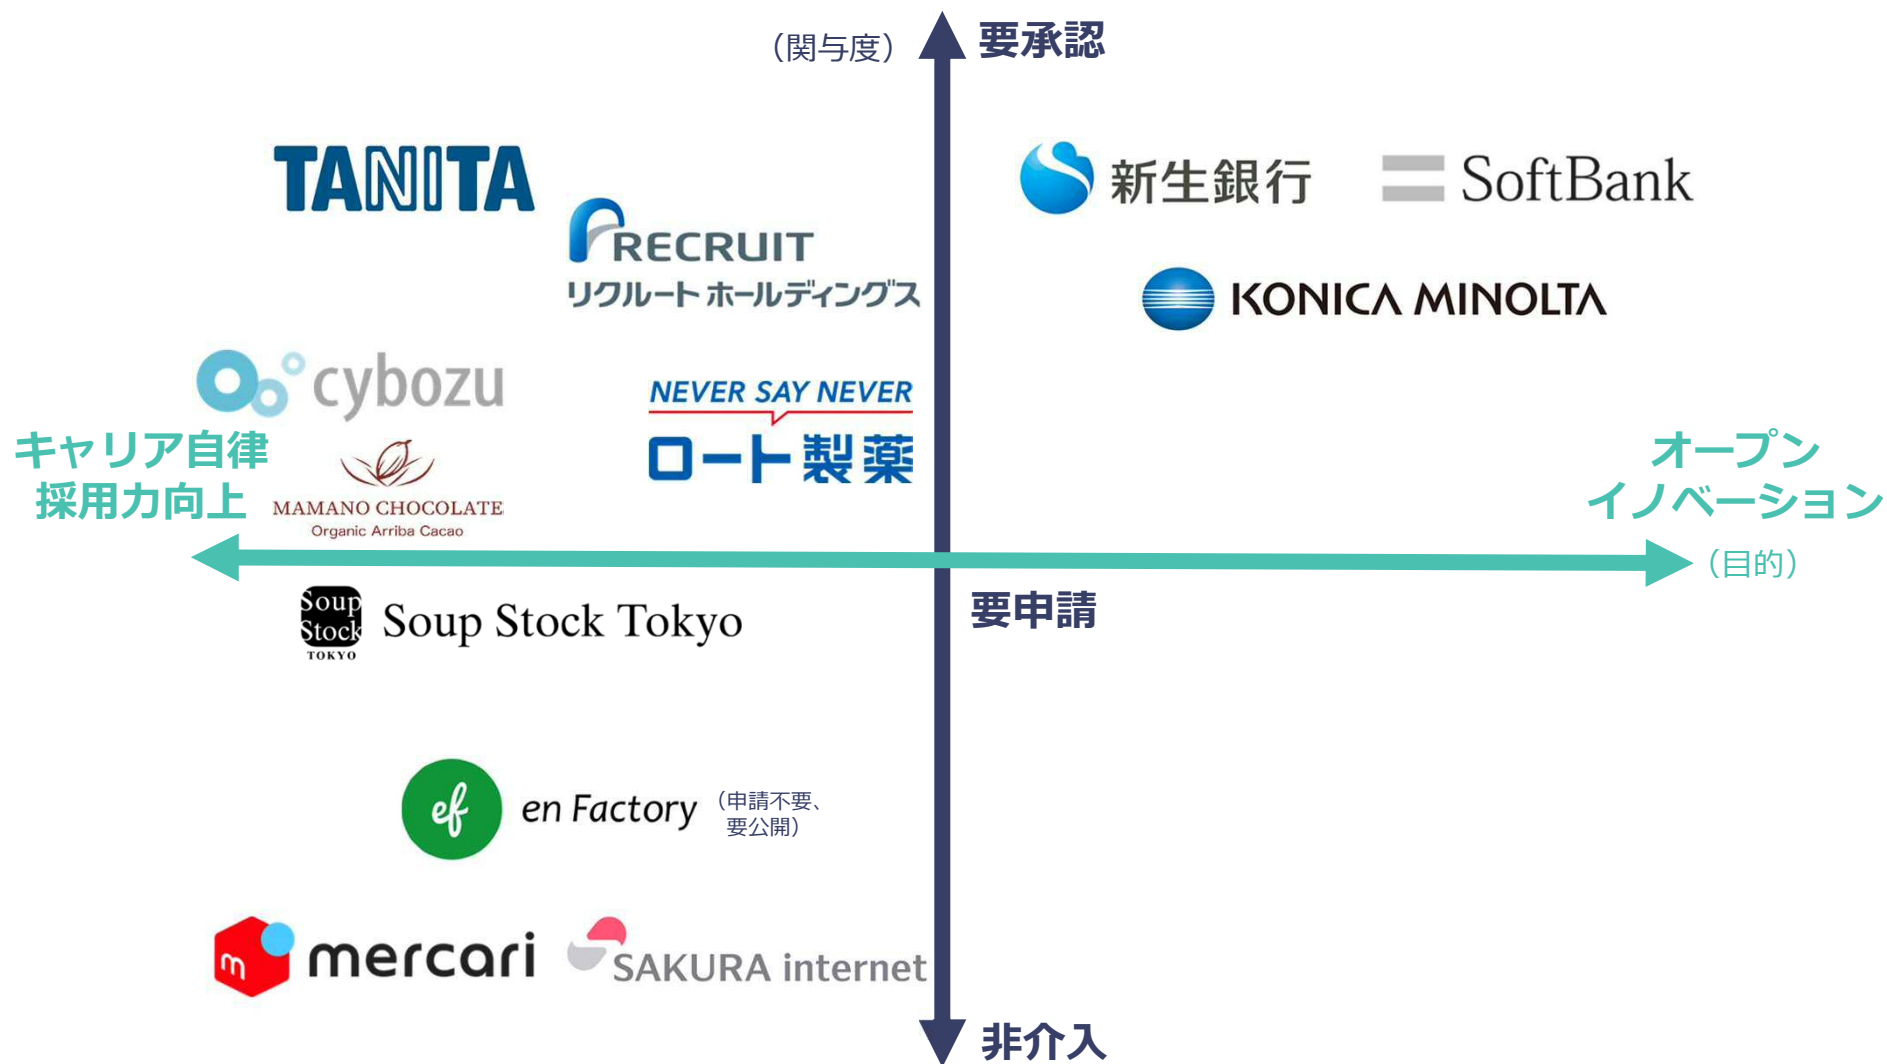 （関与度）
要承認
TANITA
RECRUIT
リクルート ホールディングス
新生銀行
SoftBank
KONICA MINOLTA
cybozu
NEVER SAY NEVER
ロート製薬
キャリア自律
採用力向上
MAMANO CHOCOLATE
Organic Arriba Cacao
オープン
イノベーション
（目的）
Soup
Stock
TOKYO
Soup Stock Tokyo
要申請
ef
en Factory
（申請不要、
要公開）
m
mercari
SAKURA internet
非介入